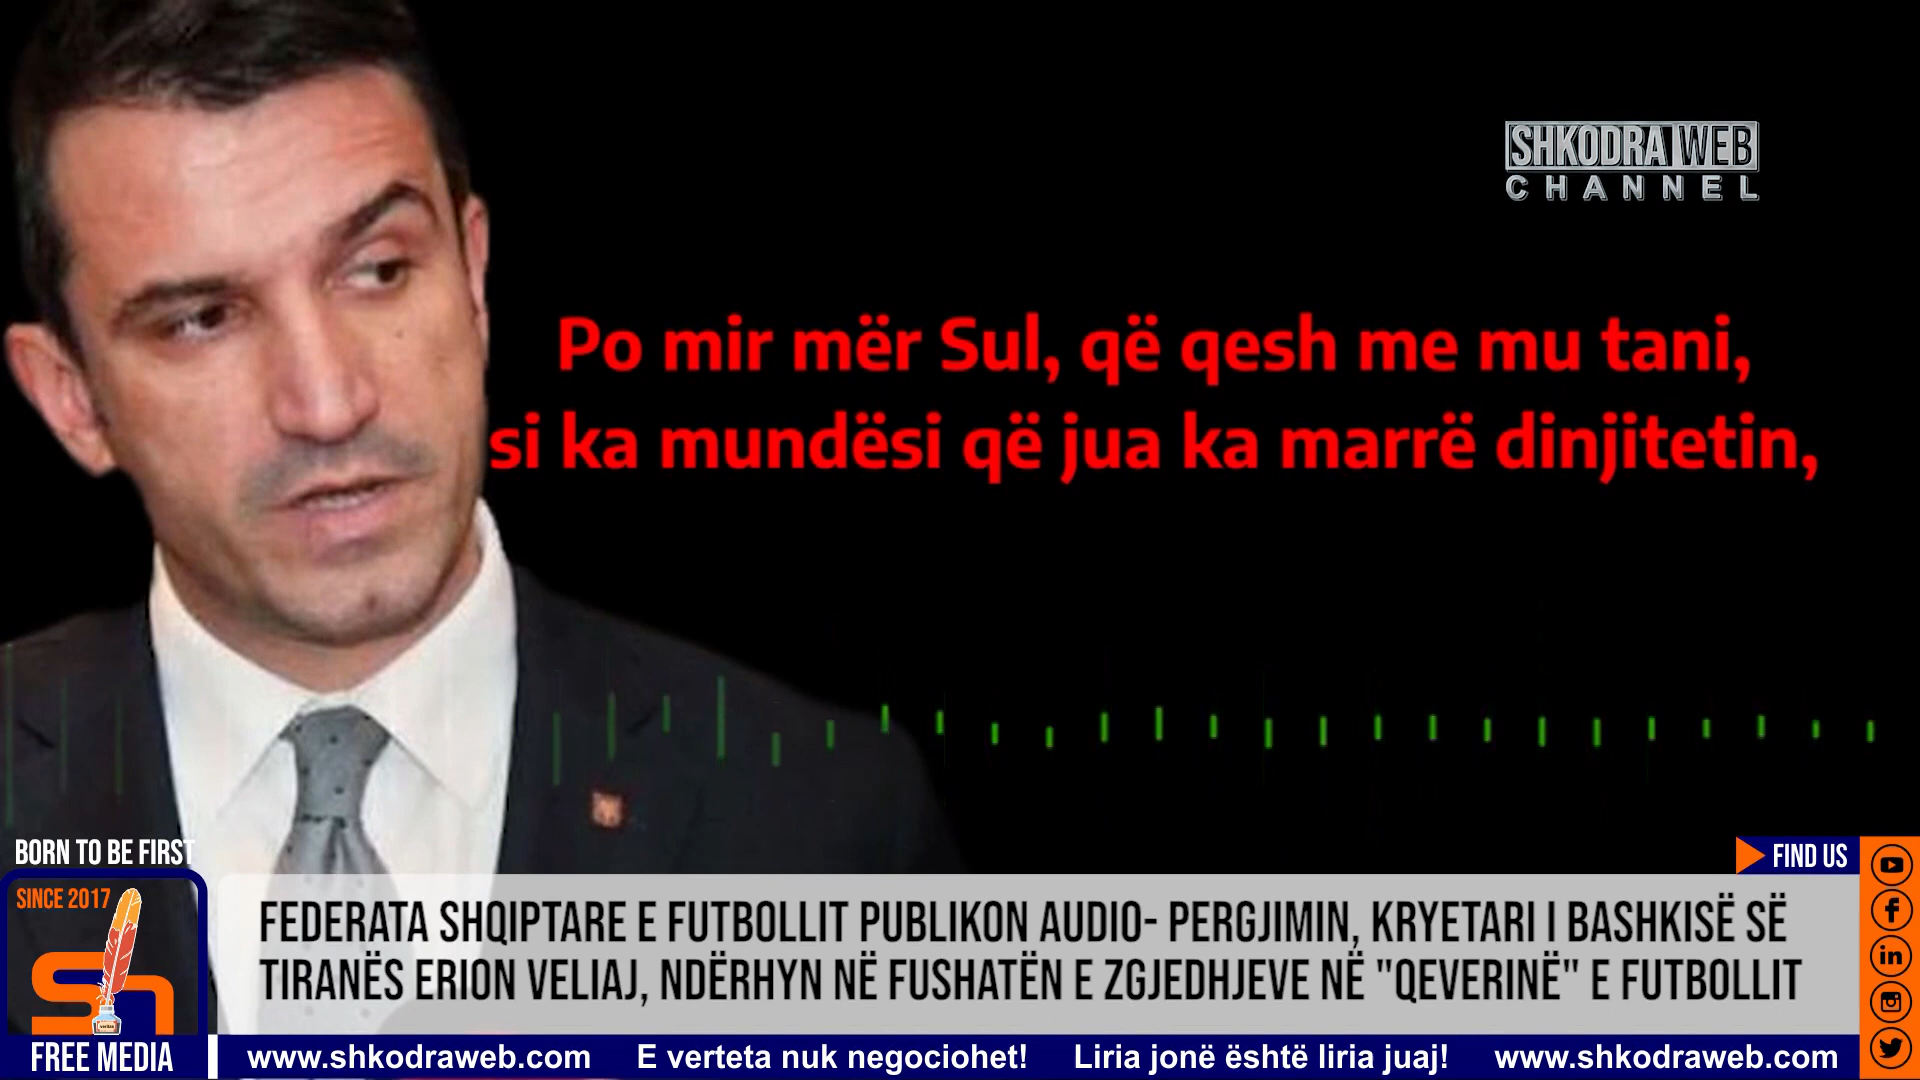 SHKODRA WEB
CHANNEL
Po mir mër Sul, që qesh me mu tani,
si ka mundësi që jua ka marrë dinjitetin,
BORN TO BE FIRST
FIND US
SINCE 2017
sh
veritas
FREE MEDIA
FEDERATA SHQIPTARE E FUTBOLLIT PUBLIKON AUDIO- PERGJIMIN, KRYETARI I BASHKISË SË
TIRANËS ERION VELIAJ, NDËRHYN NË FUSHATËN E ZGJEDHJEVE NË "QEVERINË" E FUTBOLLIT
www.shkodraweb.com E verteta nuk negociohet! Liria jonë është liria juaj! www.shkodraweb.com